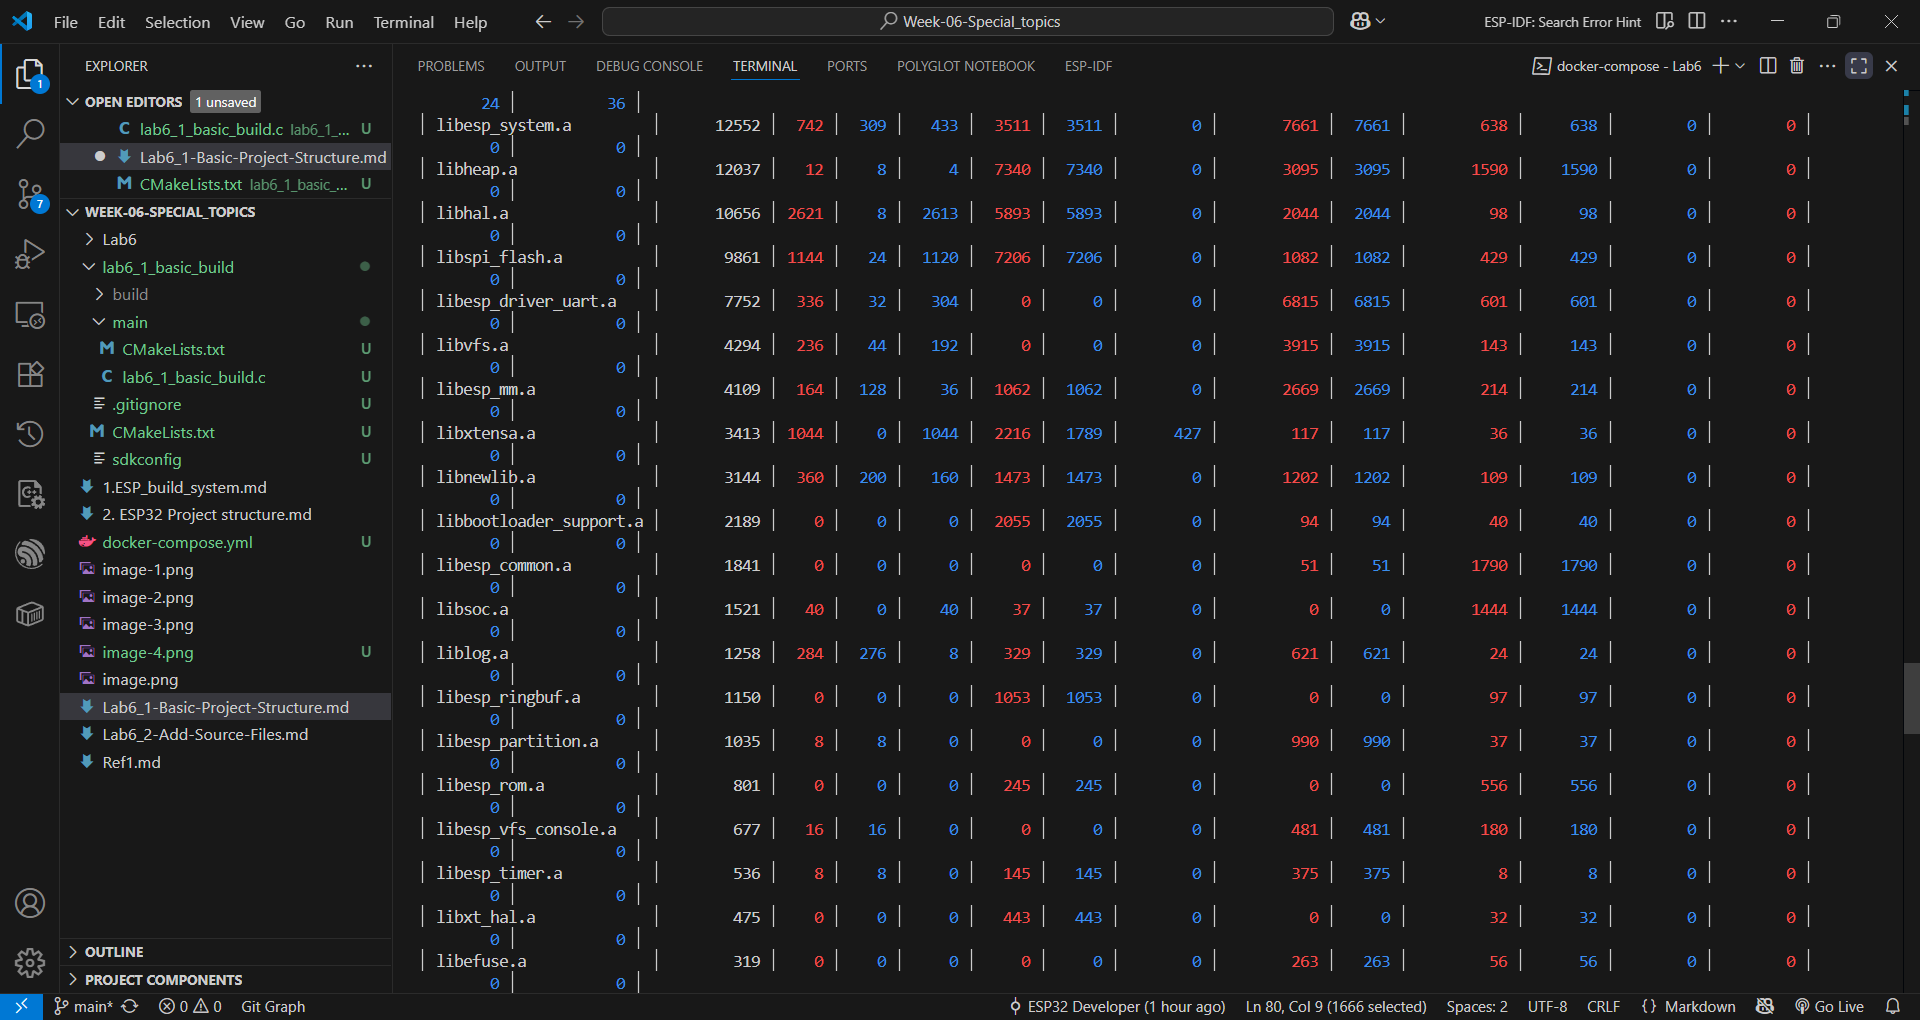 File Edit Selection View Go Run Terminal Help
Week-06-Special_topics
ESP-IDF: Search Error Hint
EXPLORER
OPEN EDITORS 1 unsaved
lab6_1_basic_build.c lab6_1_... U
Lab6_1-Basic-Project-Structure.md
CMakeLists.txt lab6_1_basic_... U
WEEK-06-SPECIAL_TOPICS
Lab6
lab6_1_basic_build
build
main
CMakeLists.txt U
lab6_1_basic_build.c U
.gitignore U
CMakeLists.txt U
sdkconfig U
1.ESP_build_system.md
2. ESP32 Project structure.md
docker-compose.yml U
image-1.png
image-2.png
image-3.png
image-4.png U
image.png
Lab6_1-Basic-Project-Structure.md
Lab6_2-Add-Source-Files.md
Ref1.md
OUTLINE
PROJECT COMPONENTS
1
7
PROBLEMS OUTPUT DEBUG CONSOLE TERMINAL PORTS POLYGLOT NOTEBOOK ESP-IDF
docker-compose - Lab6
24 | 36 |
| libesp_system.a | 12552 | 742 | 309 | 433 | 3511 | 3511 | 0 | 7661 | 7661 | 638 | 638 | 0 | 0 |
0 | 0 |
| libheap.a | 12037 | 12 | 8 | 4 | 7340 | 7340 | 0 | 3095 | 3095 | 1590 | 1590 | 0 | 0 |
0 | 0 |
| libhal.a | 10656 | 2621 | 8 | 2613 | 5893 | 5893 | 0 | 2044 | 2044 | 98 | 98 | 0 | 0 |
0 | 0 |
| libspi_flash.a | 9861 | 1144 | 24 | 1120 | 7206 | 7206 | 0 | 1082 | 1082 | 429 | 429 | 0 | 0 |
0 | 0 |
| libesp_driver_uart.a | 7752 | 336 | 32 | 304 | 0 | 0 | 0 | 6815 | 6815 | 601 | 601 | 0 | 0 |
0 | 0 |
| libvfs.a | 4294 | 236 | 44 | 192 | 0 | 0 | 0 | 3915 | 3915 | 143 | 143 | 0 | 0 |
0 | 0 |
| libesp_mm.a | 4109 | 164 | 128 | 36 | 1062 | 1062 | 0 | 2669 | 2669 | 214 | 214 | 0 | 0 |
0 | 0 |
| libxtensa.a | 3413 | 1044 | 0 | 1044 | 2216 | 1789 | 427 | 117 | 117 | 36 | 36 | 0 | 0 |
0 | 0 |
| libnewlib.a | 3144 | 360 | 200 | 160 | 1473 | 1473 | 0 | 1202 | 1202 | 109 | 109 | 0 | 0 |
0 | 0 |
| libbootloader_support.a | 2189 | 0 | 0 | 0 | 2055 | 2055 | 0 | 94 | 94 | 40 | 40 | 0 | 0 |
0 | 0 |
| libesp_common.a | 1841 | 0 | 0 | 0 | 0 | 0 | 0 | 51 | 51 | 1790 | 1790 | 0 | 0 |
0 | 0 |
| libsoc.a | 1521 | 40 | 0 | 40 | 37 | 37 | 0 | 0 | 0 | 1444 | 1444 | 0 | 0 |
0 | 0 |
| liblog.a | 1258 | 284 | 276 | 8 | 329 | 329 | 0 | 621 | 621 | 24 | 24 | 0 | 0 |
0 | 0 |
| libesp_ringbuf.a | 1150 | 0 | 0 | 0 | 1053 | 1053 | 0 | 0 | 0 | 97 | 97 | 0 | 0 |
0 | 0 |
| libesp_partition.a | 1035 | 8 | 8 | 0 | 0 | 0 | 0 | 990 | 990 | 37 | 37 | 0 | 0 |
0 | 0 |
| libesp_rom.a | 801 | 0 | 0 | 0 | 245 | 245 | 0 | 0 | 0 | 556 | 556 | 0 | 0 |
0 | 0 |
| libesp_vfs_console.a | 677 | 16 | 16 | 0 | 0 | 0 | 0 | 481 | 481 | 180 | 180 | 0 | 0 |
0 | 0 |
| libesp_timer.a | 536 | 8 | 8 | 0 | 145 | 145 | 0 | 375 | 375 | 8 | 8 | 0 | 0 |
0 | 0 |
| libxt_hal.a | 475 | 0 | 0 | 0 | 443 | 443 | 0 | 0 | 0 | 32 | 32 | 0 | 0 |
0 | 0 |
| libefuse.a | 319 | 0 | 0 | 0 | 0 | 0 | 0 | 263 | 263 | 56 | 56 | 0 | 0 |
0 | 0 |
main* 0 0 Git Graph ESP32 Developer (1 hour ago) Ln 80, Col 9 (1666 selected) Spaces: 2 UTF-8 CRLF {} Markdown Go Live